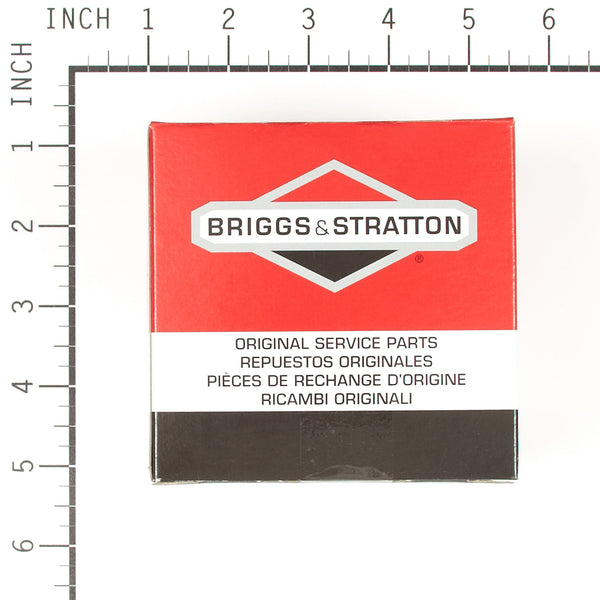 INCH 1 2 3 4 5 6
INCH
1
2
3
4
5
6
BRIGGS & STRATTON
®
ORIGINAL SERVICE PARTS
REPUESTOS ORIGINALES
PIÈCES DE RECHANGE D'ORIGINE
RICAMBI ORIGINALI